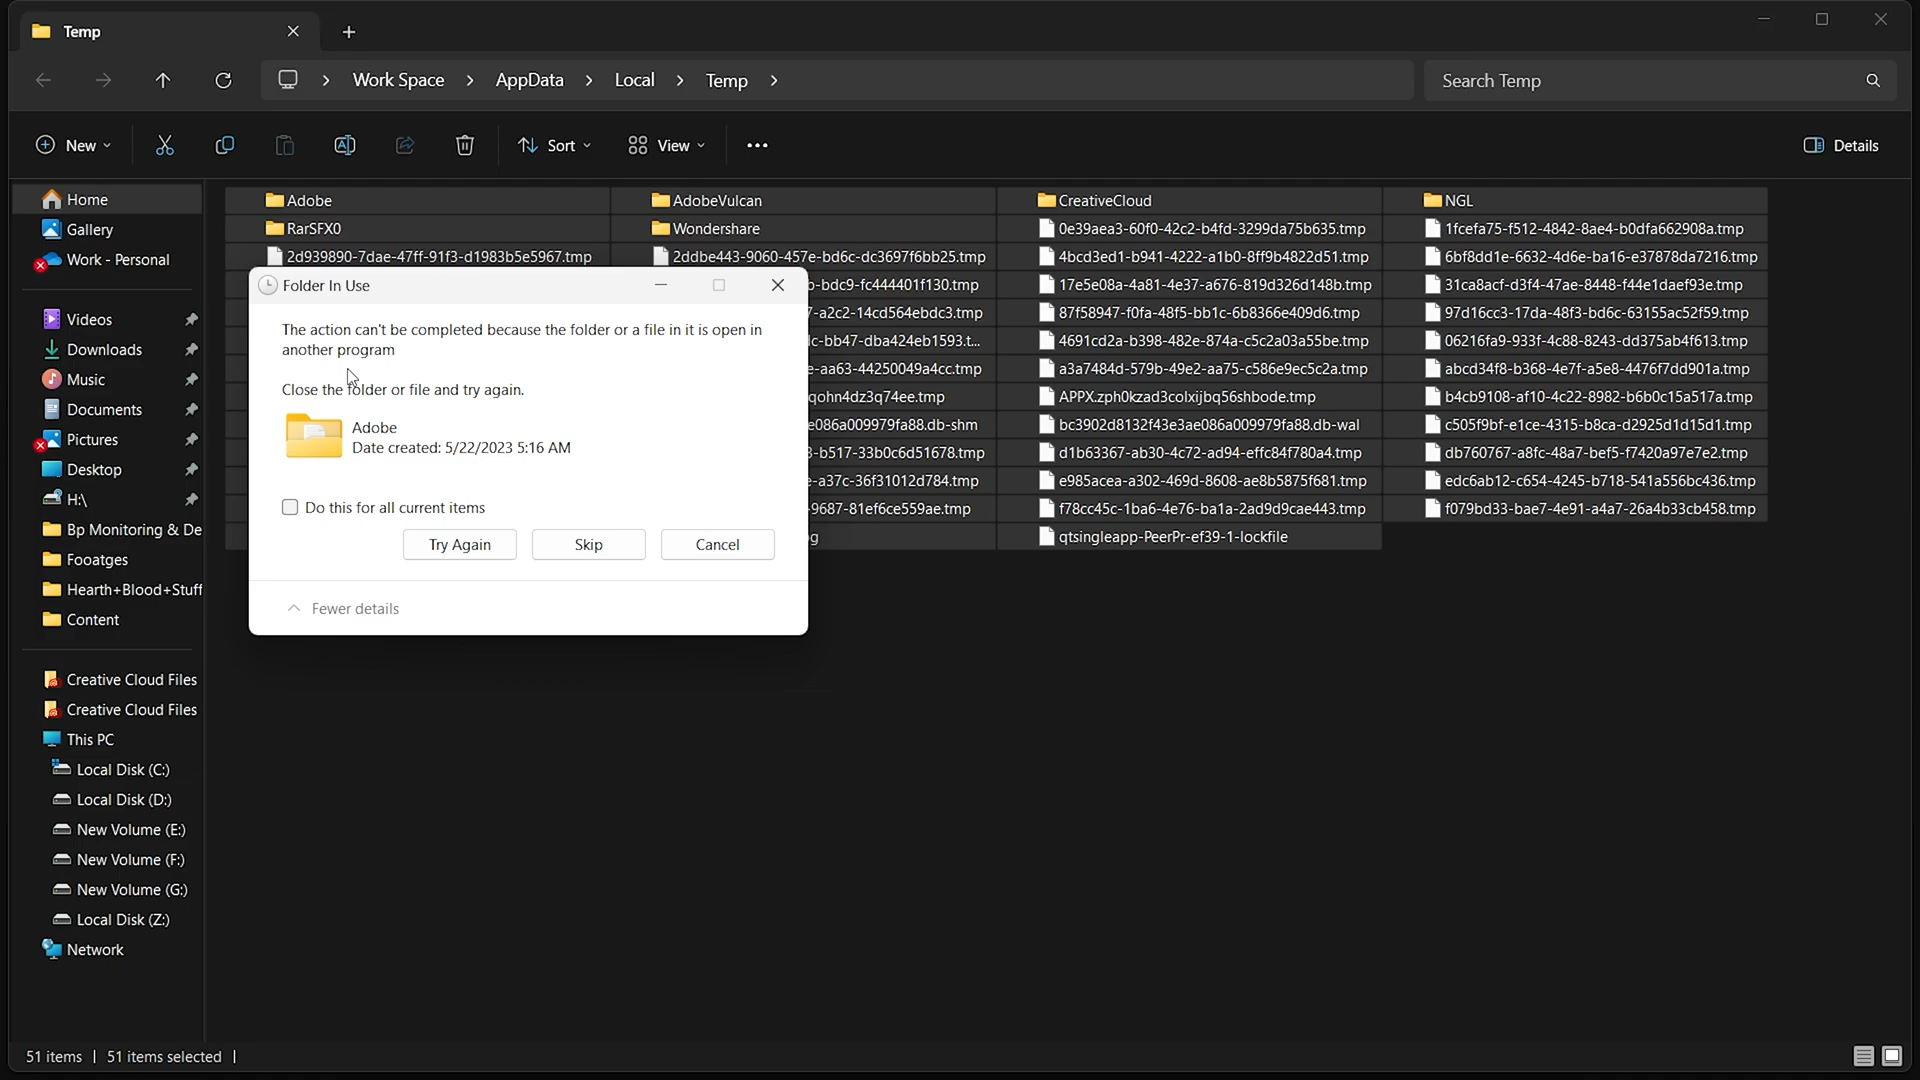 Temp
Work Space > AppData > Local > Temp >
Search Temp
New
Sort
View
Details
Home
Gallery
Work - Personal
Videos
Downloads
Music
Documents
Pictures
Desktop
H:\
Bp Monitoring & De
Fooatges
Hearth+Blood+Stuff
Content
Creative Cloud Files
Creative Cloud Files
This PC
Local Disk (C:)
Local Disk (D:)
New Volume (E:)
New Volume (F:)
New Volume (G:)
Local Disk (Z:)
Network
Adobe
AdobeVulcan
CreativeCloud
NGL
RarSFX0
Wondershare
0e39aea3-60f0-42c2-b4fd-3299da75b635.tmp
1fcefa75-f512-4842-8ae4-b0dfa662908a.tmp
2d939890-7dae-47ff-91f3-d1983b5e5967.tmp
2ddbe443-9060-457e-bd6c-dc3697f6bb25.tmp
4bcd3ed1-b941-4222-a1b0-8ff9b4822d51.tmp
6bf8dd1e-6632-4d6e-ba16-e37878da7216.tmp
-bdc9-fc444401f130.tmp
17e5e08a-4a81-4e37-a676-819d326d148b.tmp
31ca8acf-d3f4-47ae-8448-f44e1daef93e.tmp
-a2c2-14cd564ebdc3.tmp
87f58947-f0fa-48f5-bb1c-6b8366e409d6.tmp
97d16cc3-17da-48f3-bd6c-63155ac52f59.tmp
c-bb47-dba424eb1593.t...
4691cd2a-b398-482e-874a-c5c2a03a55be.tmp
06216fa9-933f-4c88-8243-dd375ab4f613.tmp
-aa63-44250049a4cc.tmp
a3a7484d-579b-49e2-aa75-c586e9ec5c2a.tmp
abcd34f8-b368-4e7f-a5e8-4476f7dd901a.tmp
qohn4dz3q74ee.tmp
APPX.zph0kzad3colxijbq56shbode.tmp
b4cb9108-af10-4c22-8982-b6b0c15a517a.tmp
e086a009979fa88.db-shm
bc3902d8132f43e3ae086a009979fa88.db-wal
c505f9bf-e1ce-4315-b8ca-d2925d1d15d1.tmp
-b517-33b0c6d51678.tmp
d1b63367-ab30-4c72-ad94-effc84f780a4.tmp
db760767-a8fc-48a7-bef5-f7420a97e7e2.tmp
-a37c-36f31012d784.tmp
e985acea-a302-469d-8608-ae8b5875f681.tmp
edc6ab12-c654-4245-b718-541a556bc436.tmp
-9687-81ef6ce559ae.tmp
f78cc45c-1ba6-4e76-ba1a-2ad9d9cae443.tmp
f079bd33-bae7-4e91-a4a7-26a4b33cb458.tmp
g
qtsingleapp-PeerPr-ef39-1-lockfile
Folder In Use
The action can't be completed because the folder or a file in it is open in
another program
Close the folder or file and try again.
Adobe
Date created: 5/22/2023 5:16 AM
Do this for all current items
Try Again
Skip
Cancel
Fewer details
51 items | 51 items selected |